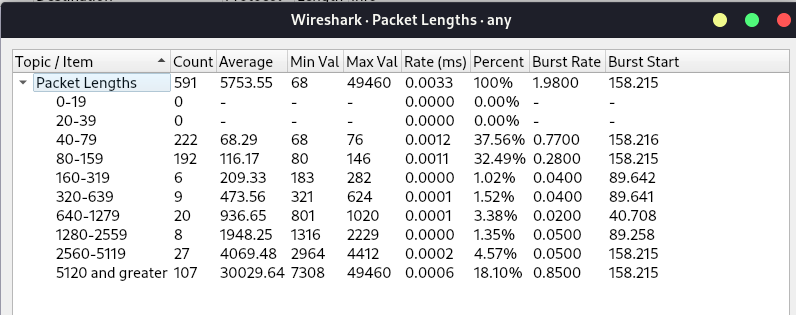 Wireshark · Packet Lengths · any
Topic / Item Count Average Min Val Max Val Rate (ms) Percent Burst Rate Burst Start
Packet Lengths 591 5753.55 68 49460 0.0033 100% 1.9800 158.215
0-19 0 - - - 0.0000 0.00% - -
20-39 0 - - - 0.0000 0.00% - -
40-79 222 68.29 68 76 0.0012 37.56% 0.7700 158.216
80-159 192 116.17 80 146 0.0011 32.49% 0.2800 158.215
160-319 6 209.33 183 282 0.0000 1.02% 0.0400 89.642
320-639 9 473.56 321 624 0.0001 1.52% 0.0400 89.641
640-1279 20 936.65 801 1020 0.0001 3.38% 0.0200 40.708
1280-2559 8 1948.25 1316 2229 0.0000 1.35% 0.0500 89.258
2560-5119 27 4069.48 2964 4412 0.0002 4.57% 0.0500 158.215
5120 and greater 107 30029.64 7308 49460 0.0006 18.10% 0.8500 158.215